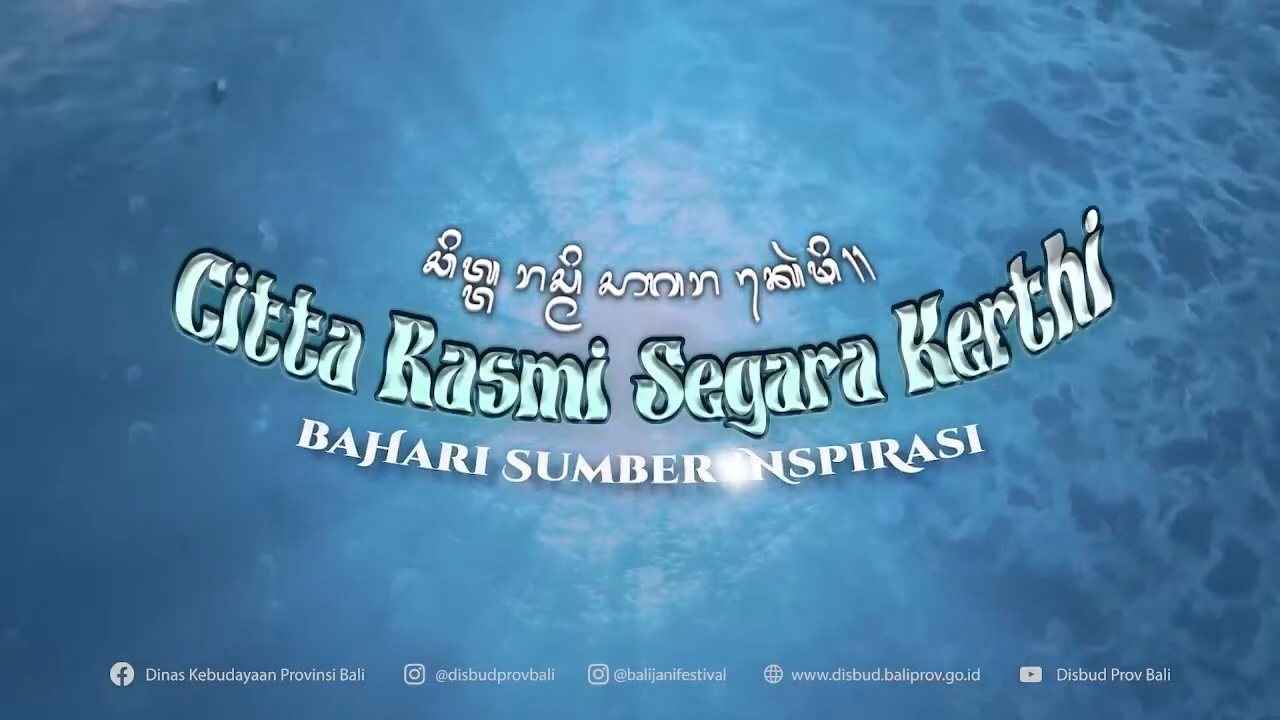 Citta Rasmi Segara Kerthi
BAHARI SUMBER INSPIRASI
Dinas Kebudayaan Provinsi Bali @disbudprovbali @balijanifestival www.disbud.baliprov.go.id Disbud Prov Bali